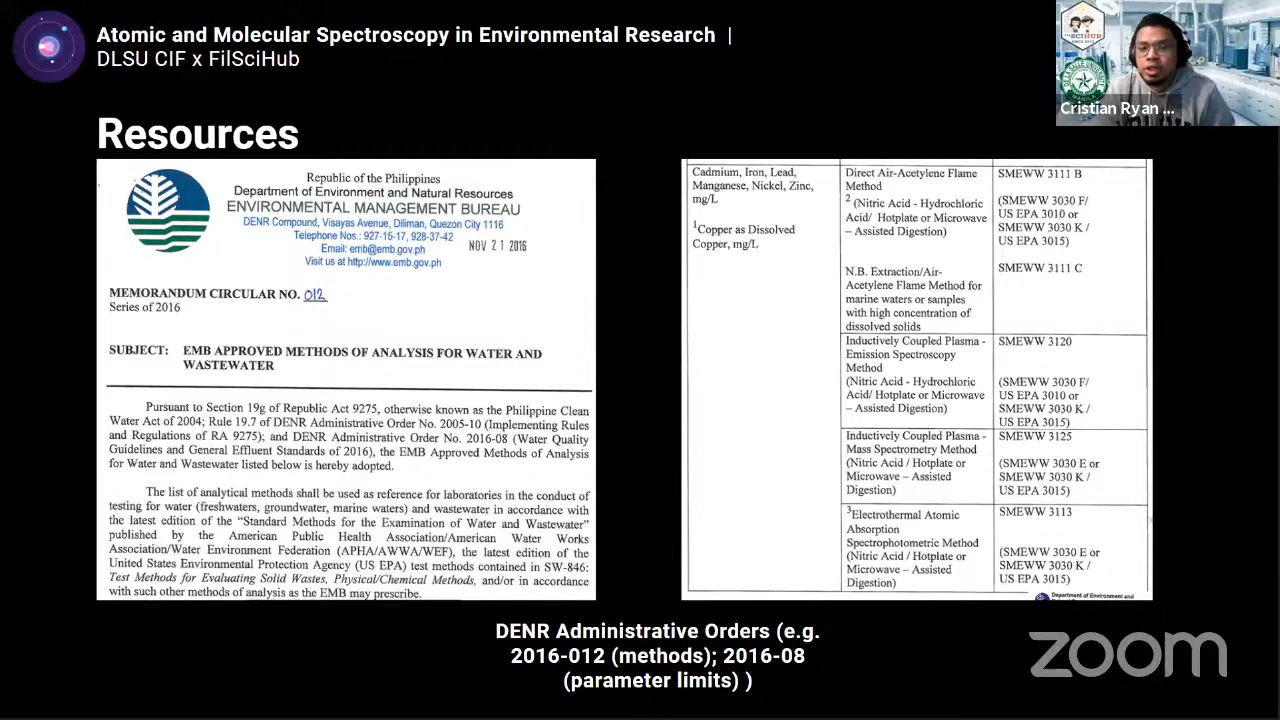 Atomic and Molecular Spectroscopy in Environmental Research |
DLSU CIF x FilSciHub
SCIHUB
Cristian Ryan ...
Resources
Republic of the Philippines
Department of Environment and Natural Resources
ENVIRONMENTAL MANAGEMENT BUREAU
DENR Compound, Visayas Avenue, Diliman, Quezon City 1116
Telephone Nos.: 927-15-17, 928-37-42
Email: emb@emb.gov.ph
Visit us at http://www.emb.gov.ph
NOV 21 2016
MEMORANDUM CIRCULAR NO. 012
Series of 2016
SUBJECT: EMB APPROVED METHODS OF ANALYSIS FOR WATER AND
WASTEWATER
Pursuant to Section 19g of Republic Act 9275, otherwise known as the Philippine Clean
Water Act of 2004; Rule 19.7 of DENR Administrative Order No. 2005-10 (Implementing Rules
and Regulations of RA 9275); and DENR Administrative Order No. 2016-08 (Water Quality
Guidelines and General Effluent Standards of 2016), the EMB Approved Methods of Analysis
for Water and Wastewater listed below is hereby adopted.
The list of analytical methods shall be used as reference for laboratories in the conduct of
testing for water (freshwaters, groundwater, marine waters) and wastewater in accordance with
the latest edition of the “Standard Methods for the Examination of Water and Wastewater”
published by the American Public Health Association/American Water Works
Association/Water Environment Federation (APHA/AWWA/WEF), the latest edition of the
United States Environmental Protection Agency (US EPA) test methods contained in SW-846:
Test Methods for Evaluating Solid Wastes, Physical/Chemical Methods, and/or in accordance
with such other methods of analysis as the EMB may prescribe.
Cadmium, Iron, Lead,
Manganese, Nickel, Zinc,
mg/L
1Copper as Dissolved
Copper, mg/L
Direct Air-Acetylene Flame
Method
2 (Nitric Acid - Hydrochloric
Acid/ Hotplate or Microwave
– Assisted Digestion)
SMEWW 3111 B
(SMEWW 3030 F/
US EPA 3010 or
SMEWW 3030 K /
US EPA 3015)
N.B. Extraction/Air-
Acetylene Flame Method for
marine waters or samples
with high concentration of
dissolved solids
SMEWW 3111 C
Inductively Coupled Plasma -
Emission Spectroscopy
Method
(Nitric Acid - Hydrochloric
Acid/ Hotplate or Microwave
– Assisted Digestion)
SMEWW 3120
(SMEWW 3030 F/
US EPA 3010 or
SMEWW 3030 K /
US EPA 3015)
Inductively Coupled Plasma -
Mass Spectrometry Method
(Nitric Acid / Hotplate or
Microwave – Assisted
Digestion)
SMEWW 3125
(SMEWW 3030 E or
SMEWW 3030 K /
US EPA 3015)
3Electrothermal Atomic
Absorption
Spectrophotometric Method
(Nitric Acid / Hotplate or
Microwave – Assisted
Digestion)
SMEWW 3113
(SMEWW 3030 E or
SMEWW 3030 K /
US EPA 3015)
Department of Environment and
DENR Administrative Orders (e.g.
2016-012 (methods); 2016-08
(parameter limits) )
zoom